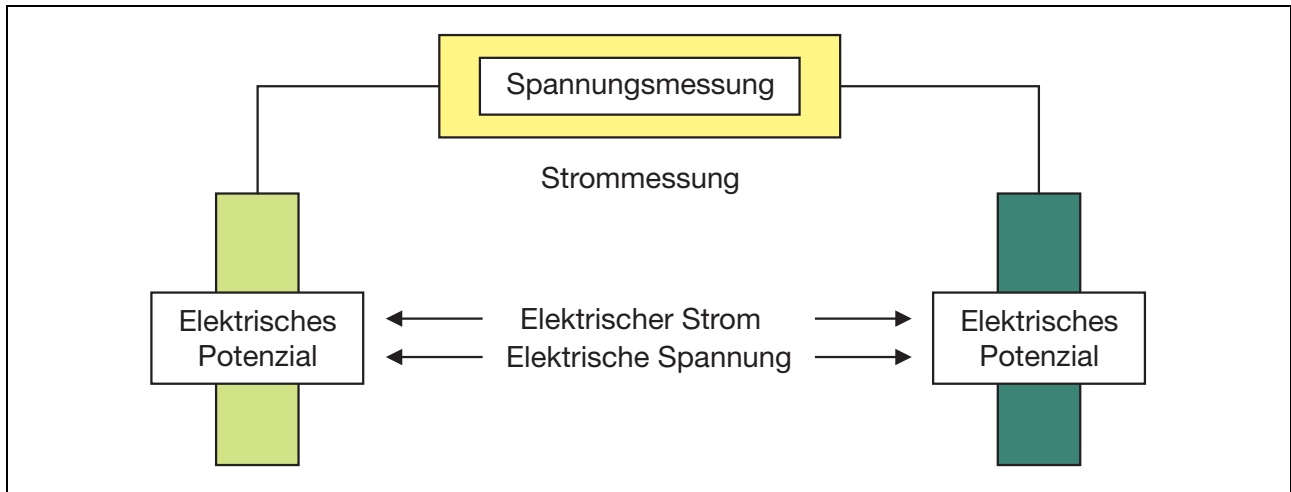 Spannungsmessung
Strommessung
Elektrisches
Potenzial
Elektrischer Strom
Elektrische Spannung
Elektrisches
Potenzial